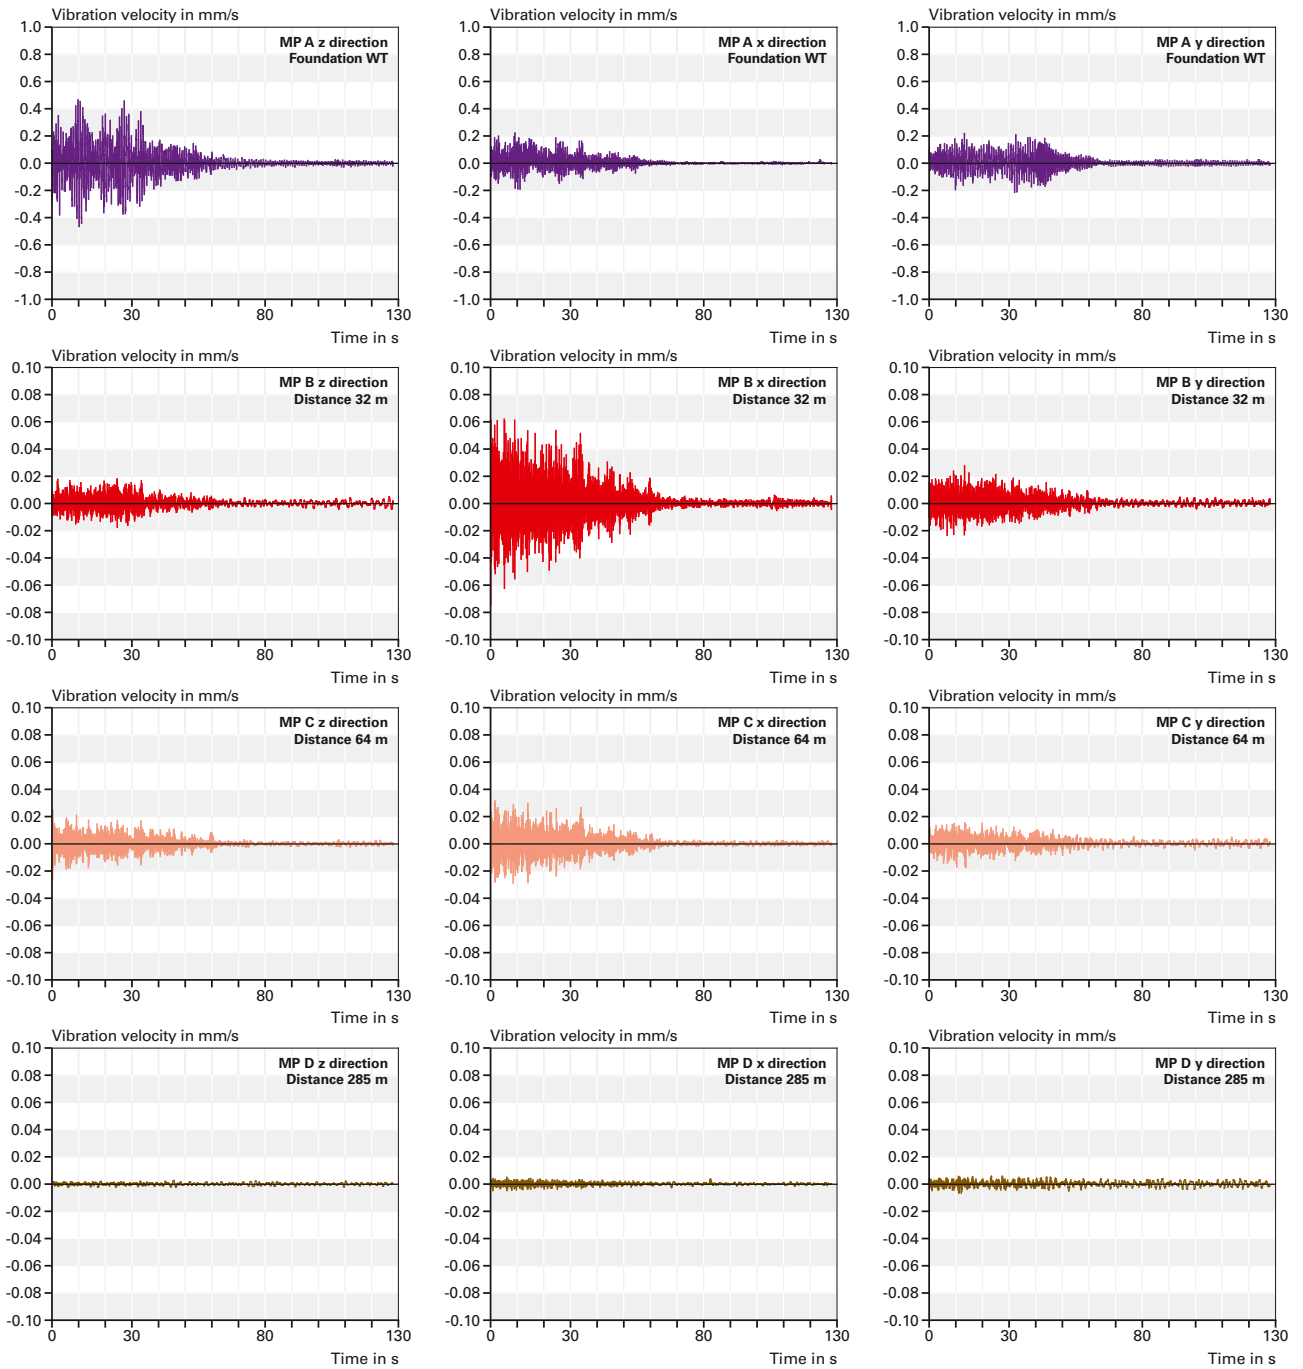 Vibration velocity in mm/s
MP A z direction
Foundation WT
1.0
0.8
0.6
0.4
0.2
0.0
-0.2
-0.4
-0.6
-0.8
-1.0
0 30 80 130
Time in s
Vibration velocity in mm/s
MP A x direction
Foundation WT
1.0
0.8
0.6
0.4
0.2
0.0
-0.2
-0.4
-0.6
-0.8
-1.0
0 30 80 130
Time in s
Vibration velocity in mm/s
MP A y direction
Foundation WT
1.0
0.8
0.6
0.4
0.2
0.0
-0.2
-0.4
-0.6
-0.8
-1.0
0 30 80 130
Time in s
Vibration velocity in mm/s
MP B z direction
Distance 32 m
0.10
0.08
0.06
0.04
0.02
0.00
-0.02
-0.04
-0.06
-0.08
-0.10
0 30 80 130
Time in s
Vibration velocity in mm/s
MP B x direction
Distance 32 m
0.10
0.08
0.06
0.04
0.02
0.00
-0.02
-0.04
-0.06
-0.08
-0.10
0 30 80 130
Time in s
Vibration velocity in mm/s
MP B y direction
Distance 32 m
0.10
0.08
0.06
0.04
0.02
0.00
-0.02
-0.04
-0.06
-0.08
-0.10
0 30 80 130
Time in s
Vibration velocity in mm/s
MP C z direction
Distance 64 m
0.10
0.08
0.06
0.04
0.02
0.00
-0.02
-0.04
-0.06
-0.08
-0.10
0 30 80 130
Time in s
Vibration velocity in mm/s
MP C x direction
Distance 64 m
0.10
0.08
0.06
0.04
0.02
0.00
-0.02
-0.04
-0.06
-0.08
-0.10
0 30 80 130
Time in s
Vibration velocity in mm/s
MP C y direction
Distance 64 m
0.10
0.08
0.06
0.04
0.02
0.00
-0.02
-0.04
-0.06
-0.08
-0.10
0 30 80 130
Time in s
Vibration velocity in mm/s
MP D z direction
Distance 285 m
0.10
0.08
0.06
0.04
0.02
0.00
-0.02
-0.04
-0.06
-0.08
-0.10
0 30 80 130
Time in s
Vibration velocity in mm/s
MP D x direction
Distance 285 m
0.10
0.08
0.06
0.04
0.02
0.00
-0.02
-0.04
-0.06
-0.08
-0.10
0 30 80 130
Time in s
Vibration velocity in mm/s
MP D y direction
Distance 285 m
0.10
0.08
0.06
0.04
0.02
0.00
-0.02
-0.04
-0.06
-0.08
-0.10
0 30 80 130
Time in s